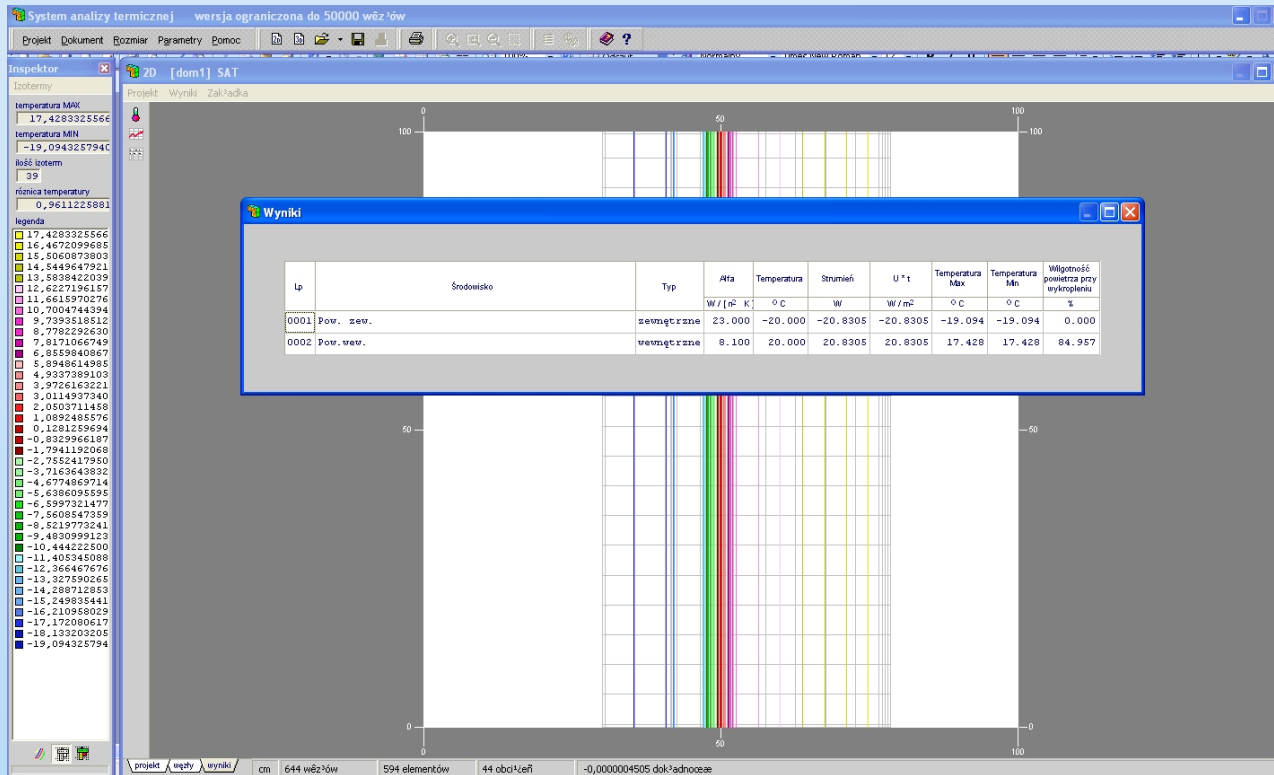 System analizy termicznej wersja ograniczona do 50000 wêz³ów
Projekt Dokument Rozmiar Parametry Pomoc
Inspektor
Izotermy
temperatura MAX
17,4283325566
temperatura MIN
-19,0943257940
ilość izoterm
39
róznica temperatury
0,9611225881
legenda
17,4283325566
16,4672099685
15,5060873803
14,5449647921
13,5838422039
12,6227196157
11,6615970276
10,7004744394
9,7393518512
8,7782292630
7,8171066749
6,8559840867
5,8948614985
4,9337389103
3,9726163221
3,0114937340
2,0503711458
1,0892485576
0,1281259694
-0,8329966187
-1,7941192068
-2,7552417950
-3,7163643832
-4,6774869714
-5,6386095595
-6,5997321477
-7,5608547359
-8,5219773241
-9,4830999123
-10,444222500
-11,405345088
-12,366467676
-13,327590265
-14,288712853
-15,249835441
-16,210958029
-17,172080617
-18,133203205
-19,094325794
2D [dom1] SAT
Projekt Wyniki Zak³adka
0 50 100
100 100
Wyniki
Lp Środowisko Typ Alfa Temperatura Strumień U * t Temperatura Max Temperatura Min Wilgotność powietrza przy wykropleniu
W / [n² K] °C W W / m² °C °C %
0001 Pow. zew. zewnętrzne 23.000 -20.000 -20.8305 -20.8305 -19.094 -19.094 0.000
0002 Pow.wew. wewnętrzne 8.100 20.000 20.8305 20.8305 17.428 17.428 84.957
50 50
0 0
0 50 100
projekt węzły wyniki cm 644 wêz³ów 594 elementów 44 obci¹¿eñ -0,0000004505 dok³adnoœæ